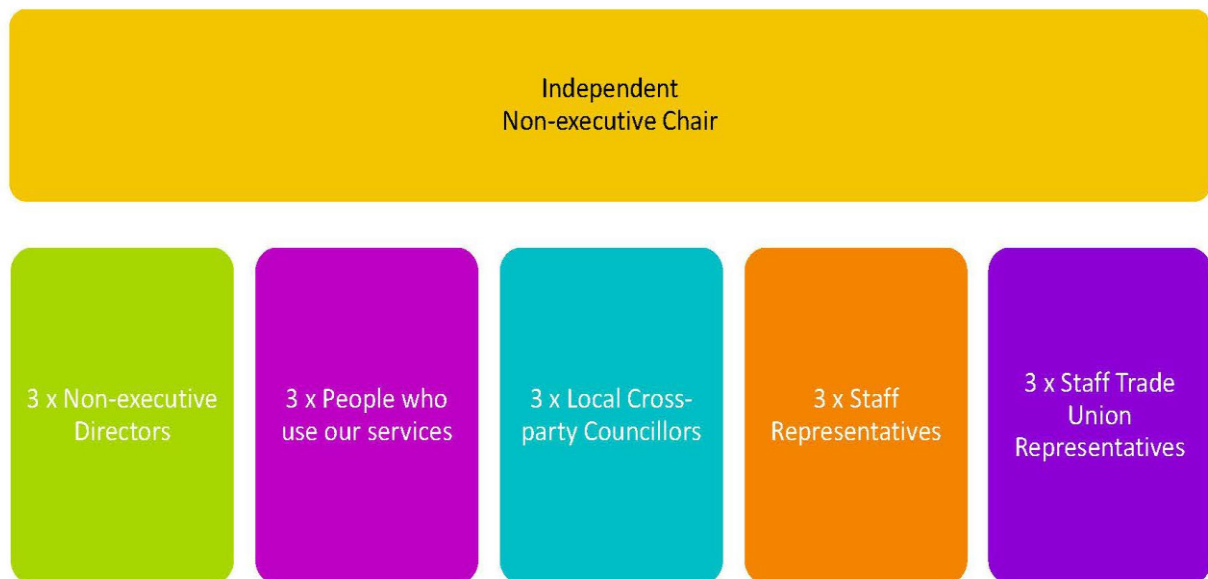 Independent
Non-executive Chair
3 x Non-executive
Directors
3 x People who
use our services
3 x Local Cross-
party Councillors
3 x Staff
Representatives
3 x Staff Trade
Union
Representatives